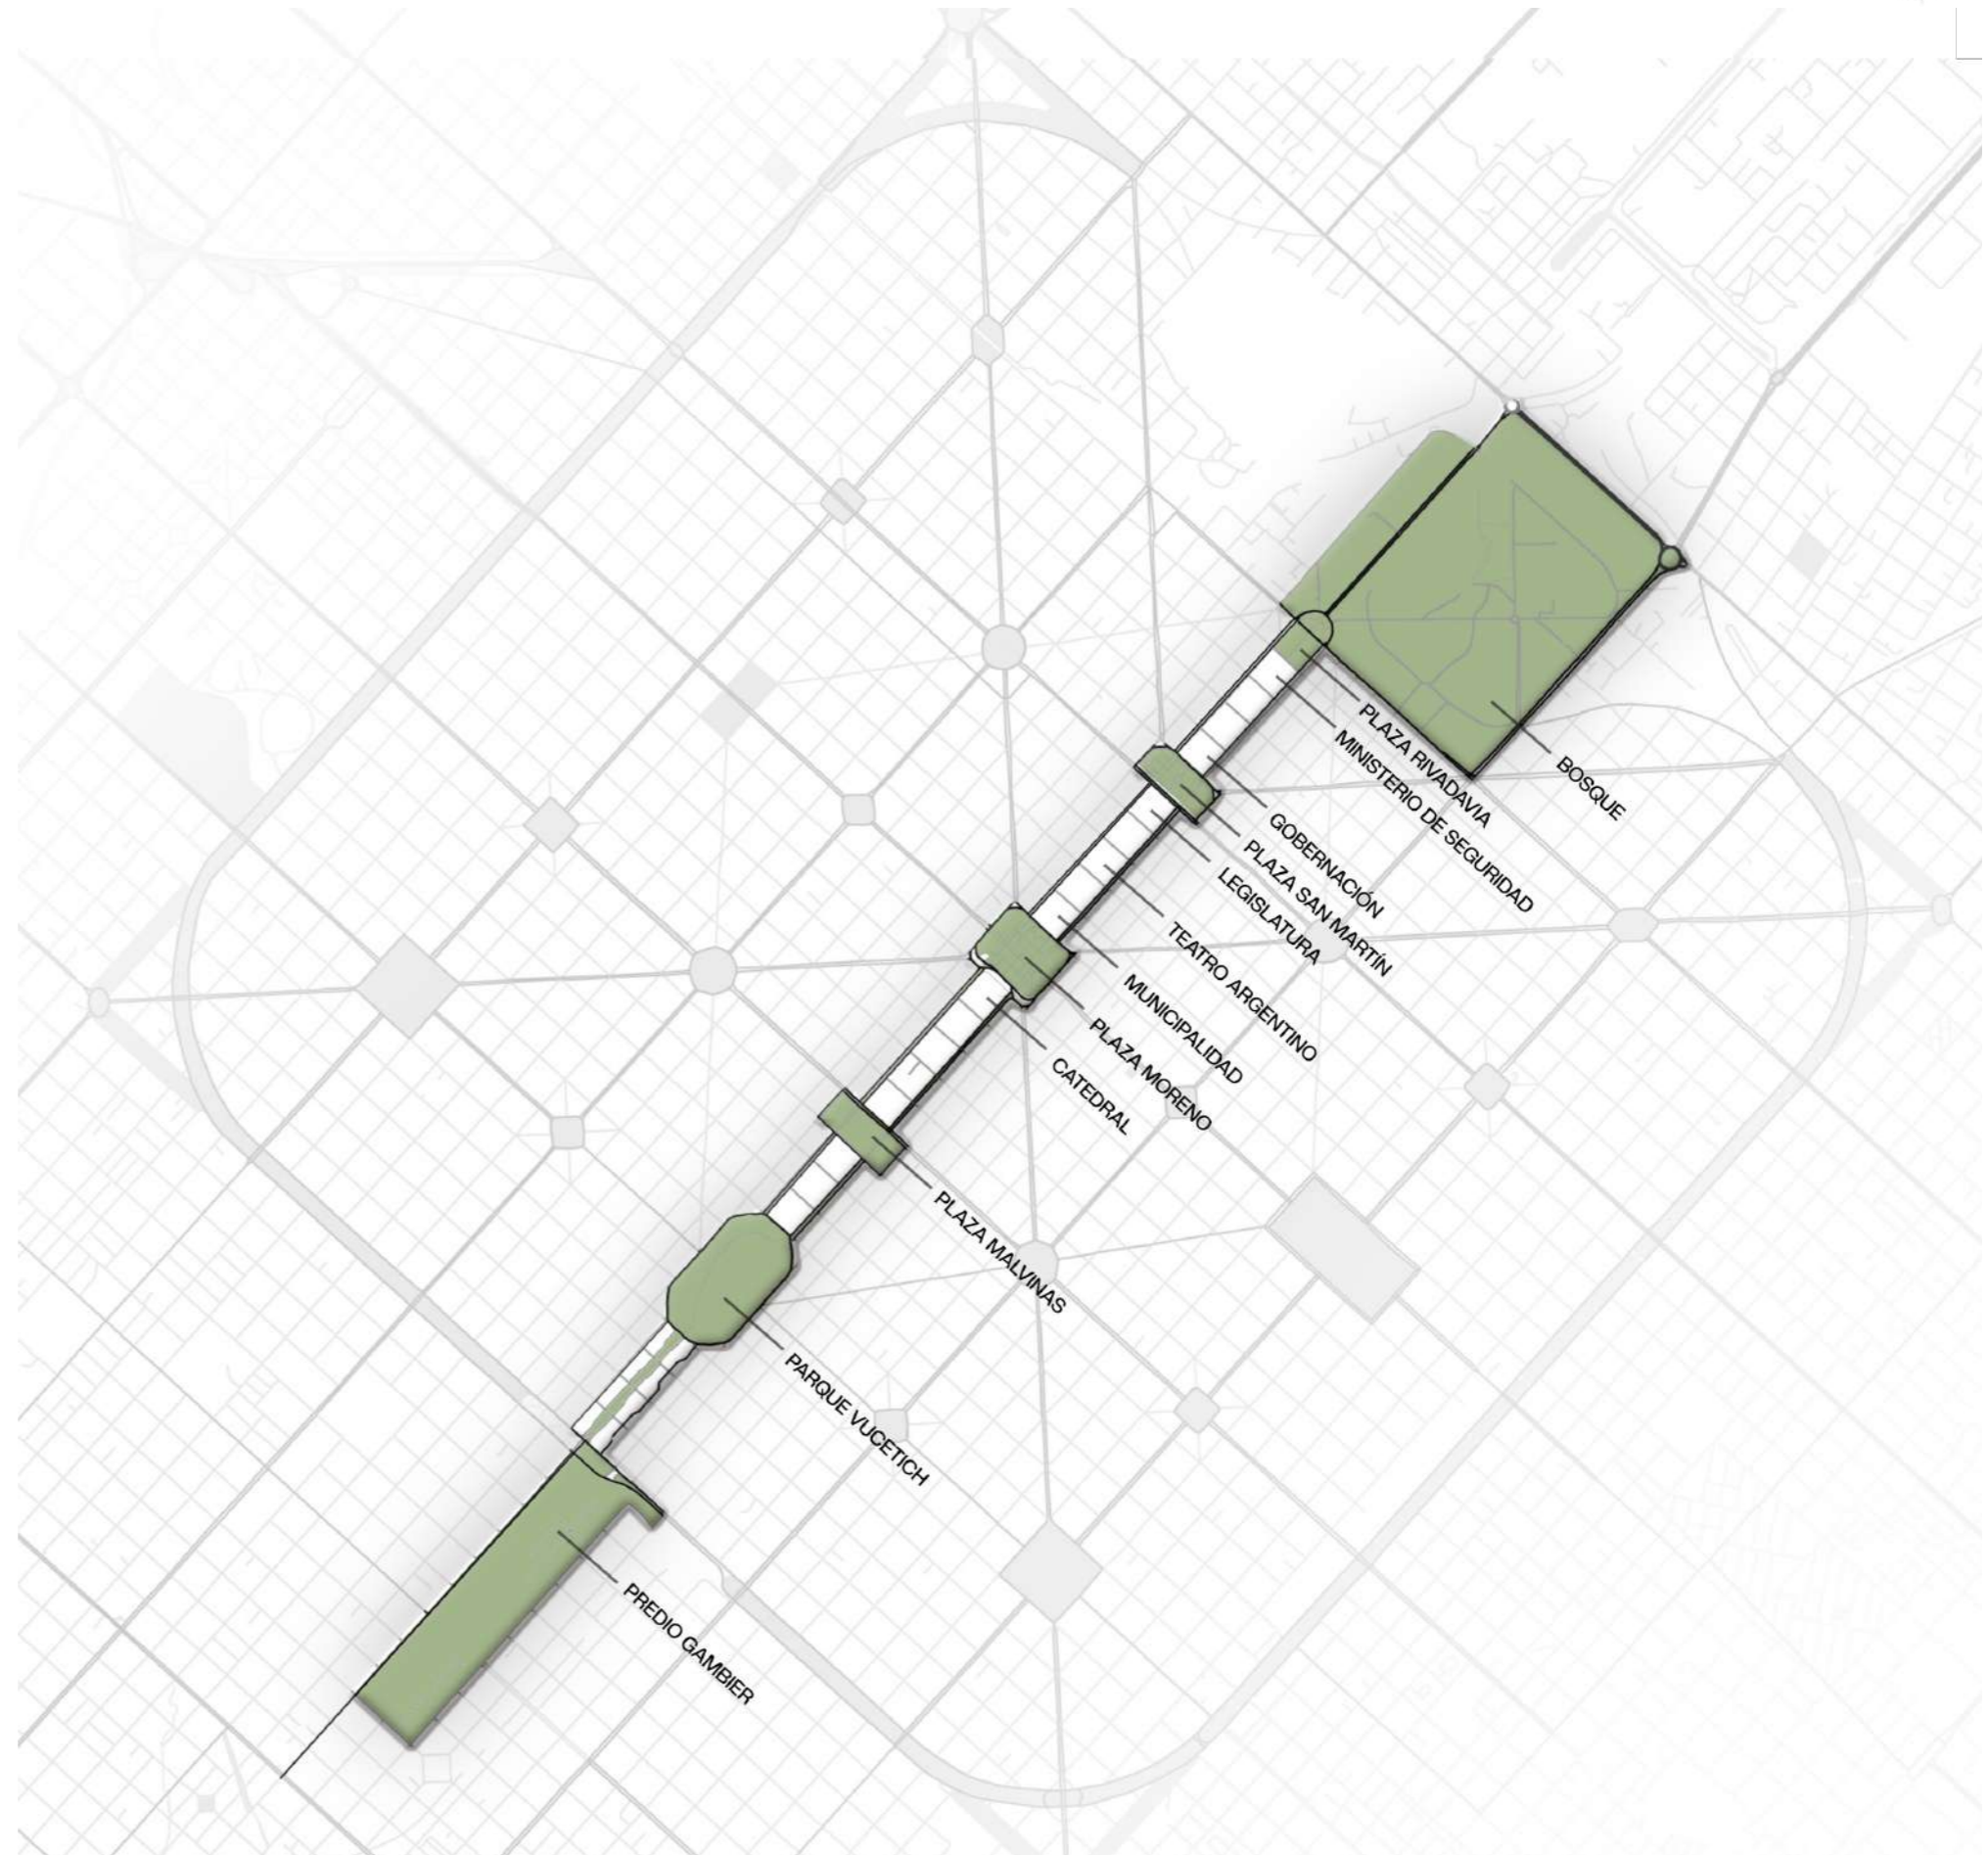 BOSQUE
PLAZA RIVADAVIA
MINISTERIO DE SEGURIDAD
GOBERNACIÓN
PLAZA SAN MARTÍN
LEGISLATURA
TEATRO ARGENTINO
MUNICIPALIDAD
PLAZA MORENO
CATEDRAL
PLAZA MALVINAS
PARQUE VUCETICH
PREDIO GAMBIER